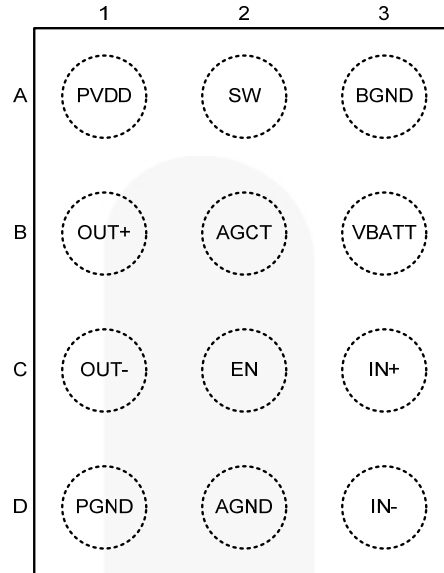 1 2 3
A PVDD SW BGND
B OUT+ AGCT VBATT
C OUT- EN IN+
D PGND AGND IN-